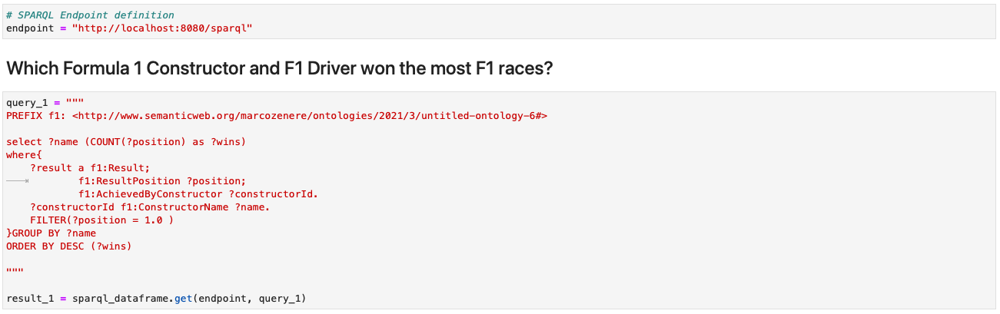 # SPARQL Endpoint definition
endpoint = "http://localhost:8080/sparql"
Which Formula 1 Constructor and F1 Driver won the most F1 races?
query_1 = """
PREFIX f1: <http://www.semanticweb.org/marcozenere/ontologies/2021/3/untitled-ontology-6#>
select ?name (COUNT(?position) as ?wins)
where{
    ?result a f1:Result;
            f1:ResultPosition ?position;
            f1:AchievedByConstructor ?constructorId.
    ?constructorId f1:ConstructorName ?name.
    FILTER(?position = 1.0 )
}GROUP BY ?name
ORDER BY DESC (?wins)
"""
result_1 = sparql_dataframe.get(endpoint, query_1)